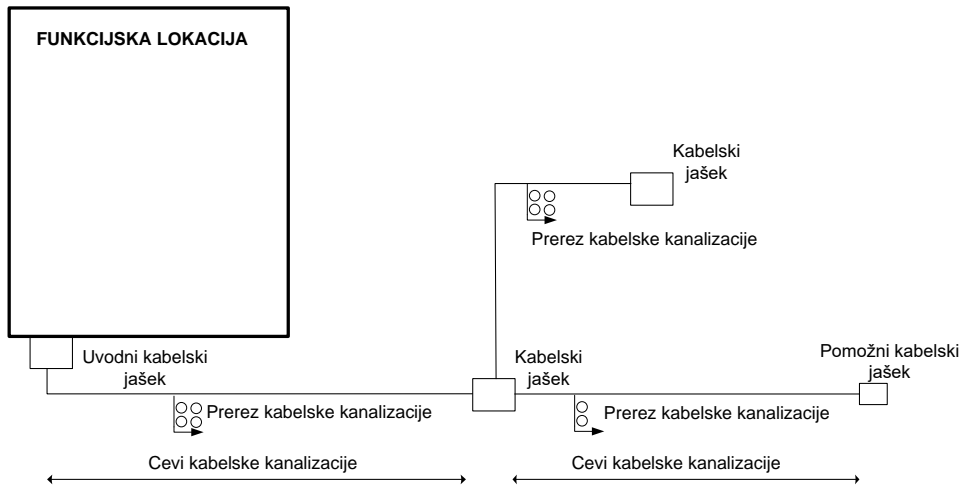 FUNKCIJSKA LOKACIJA
Kabelski
jašek
Prerez kabelske kanalizacije
Uvodni kabelski
jašek
Kabelski
jašek
Pomožni kabelski
jašek
Prerez kabelske kanalizacije
Prerez kabelske kanalizacije
Cevi kabelske kanalizacije
Cevi kabelske kanalizacije